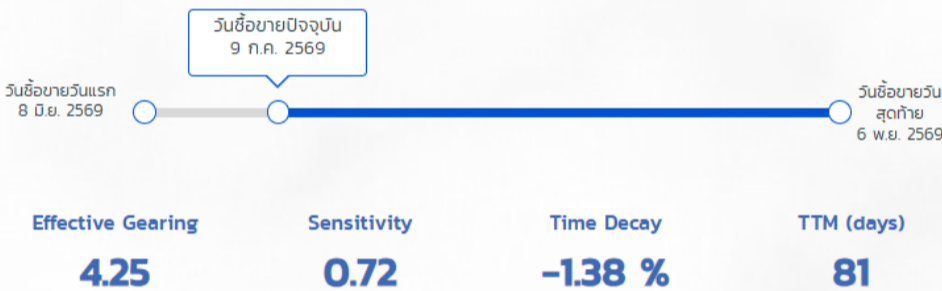 วันซื้อขายปัจจุบัน
9 ก.ค. 2569
วันซื้อขายวันแรก
8 มิ.ย. 2569
วันซื้อขายวัน
สุดท้าย
6 พ.ย. 2569
Effective Gearing
Sensitivity
Time Decay
TTM (days)
4.25
0.72
-1.38 %
81